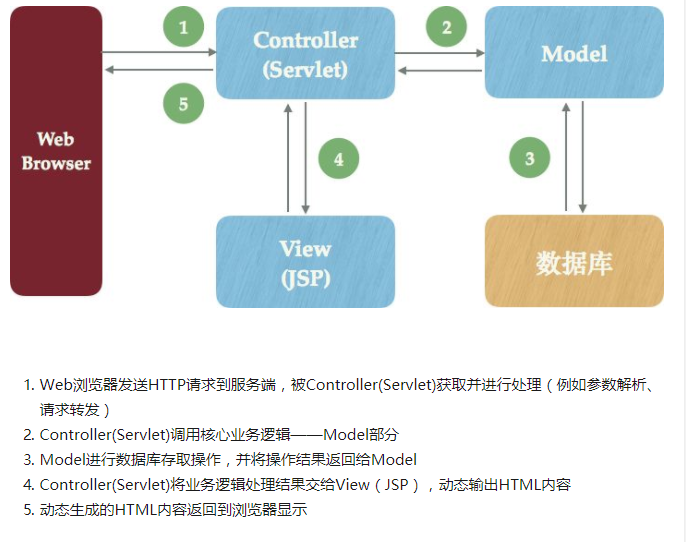 1
Controller
(Servlet)
2
Model
5
Web
Browser
4
3
View
(JSP)
数据库
1. Web浏览器发送HTTP请求到服务端，被Controller(Servlet)获取并进行处理（例如参数解析、
请求转发）
2. Controller(Servlet)调用核心业务逻辑——Model部分
3. Model进行数据库存取操作，并将操作结果返回给Model
4. Controller(Servlet)将业务逻辑处理结果交给View（JSP），动态输出HTML内容
5. 动态生成的HTML内容返回到浏览器显示